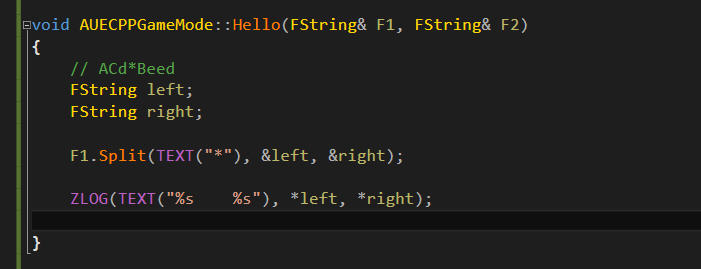 void AUECPPGameMode::Hello(FString& F1, FString& F2)
{
// ACd*Beed
FString left;
FString right;
F1.Split(TEXT("*"), &left, &right);
ZLOG(TEXT("%s    %s"), *left, *right);
}